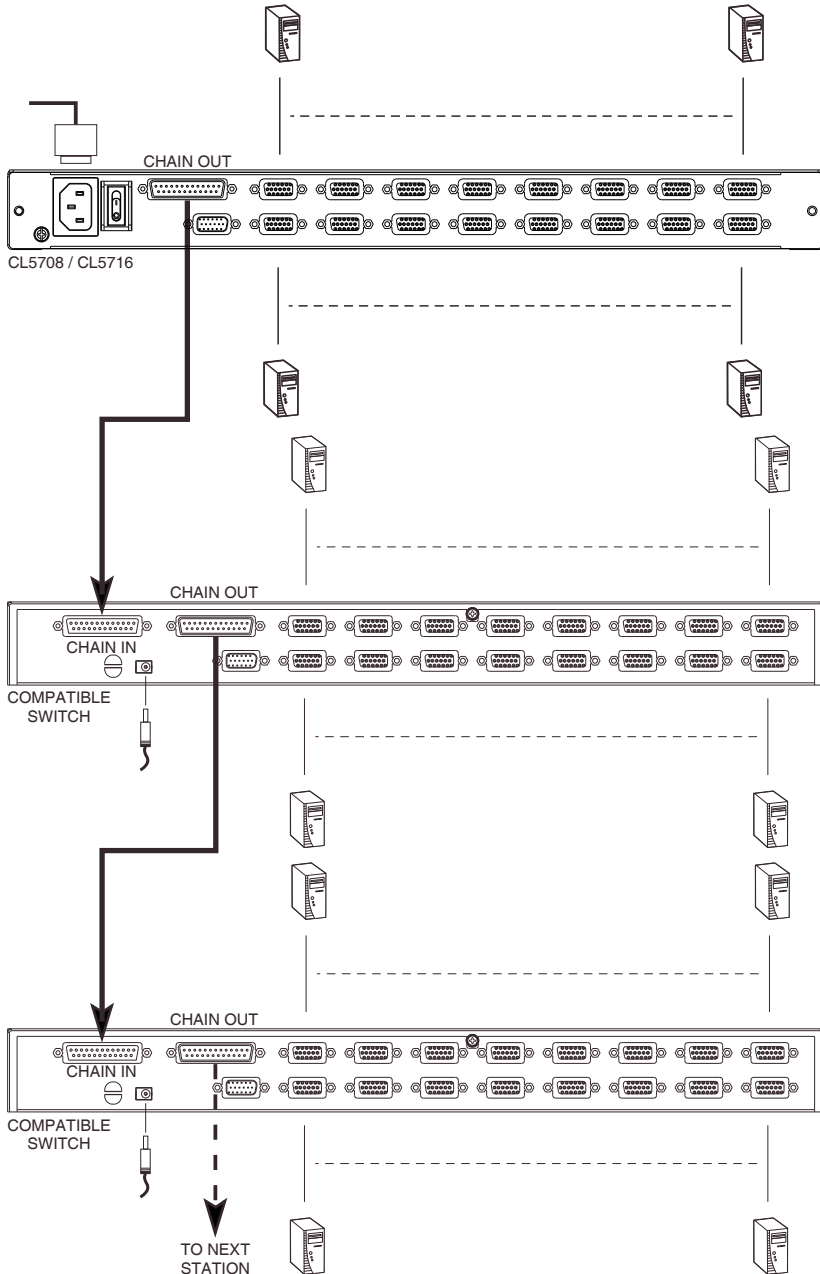 CHAIN OUT
CL5708 / CL5716
CHAIN OUT
CHAIN IN
COMPATIBLE
SWITCH
CHAIN OUT
CHAIN IN
COMPATIBLE
SWITCH
TO NEXT
STATION